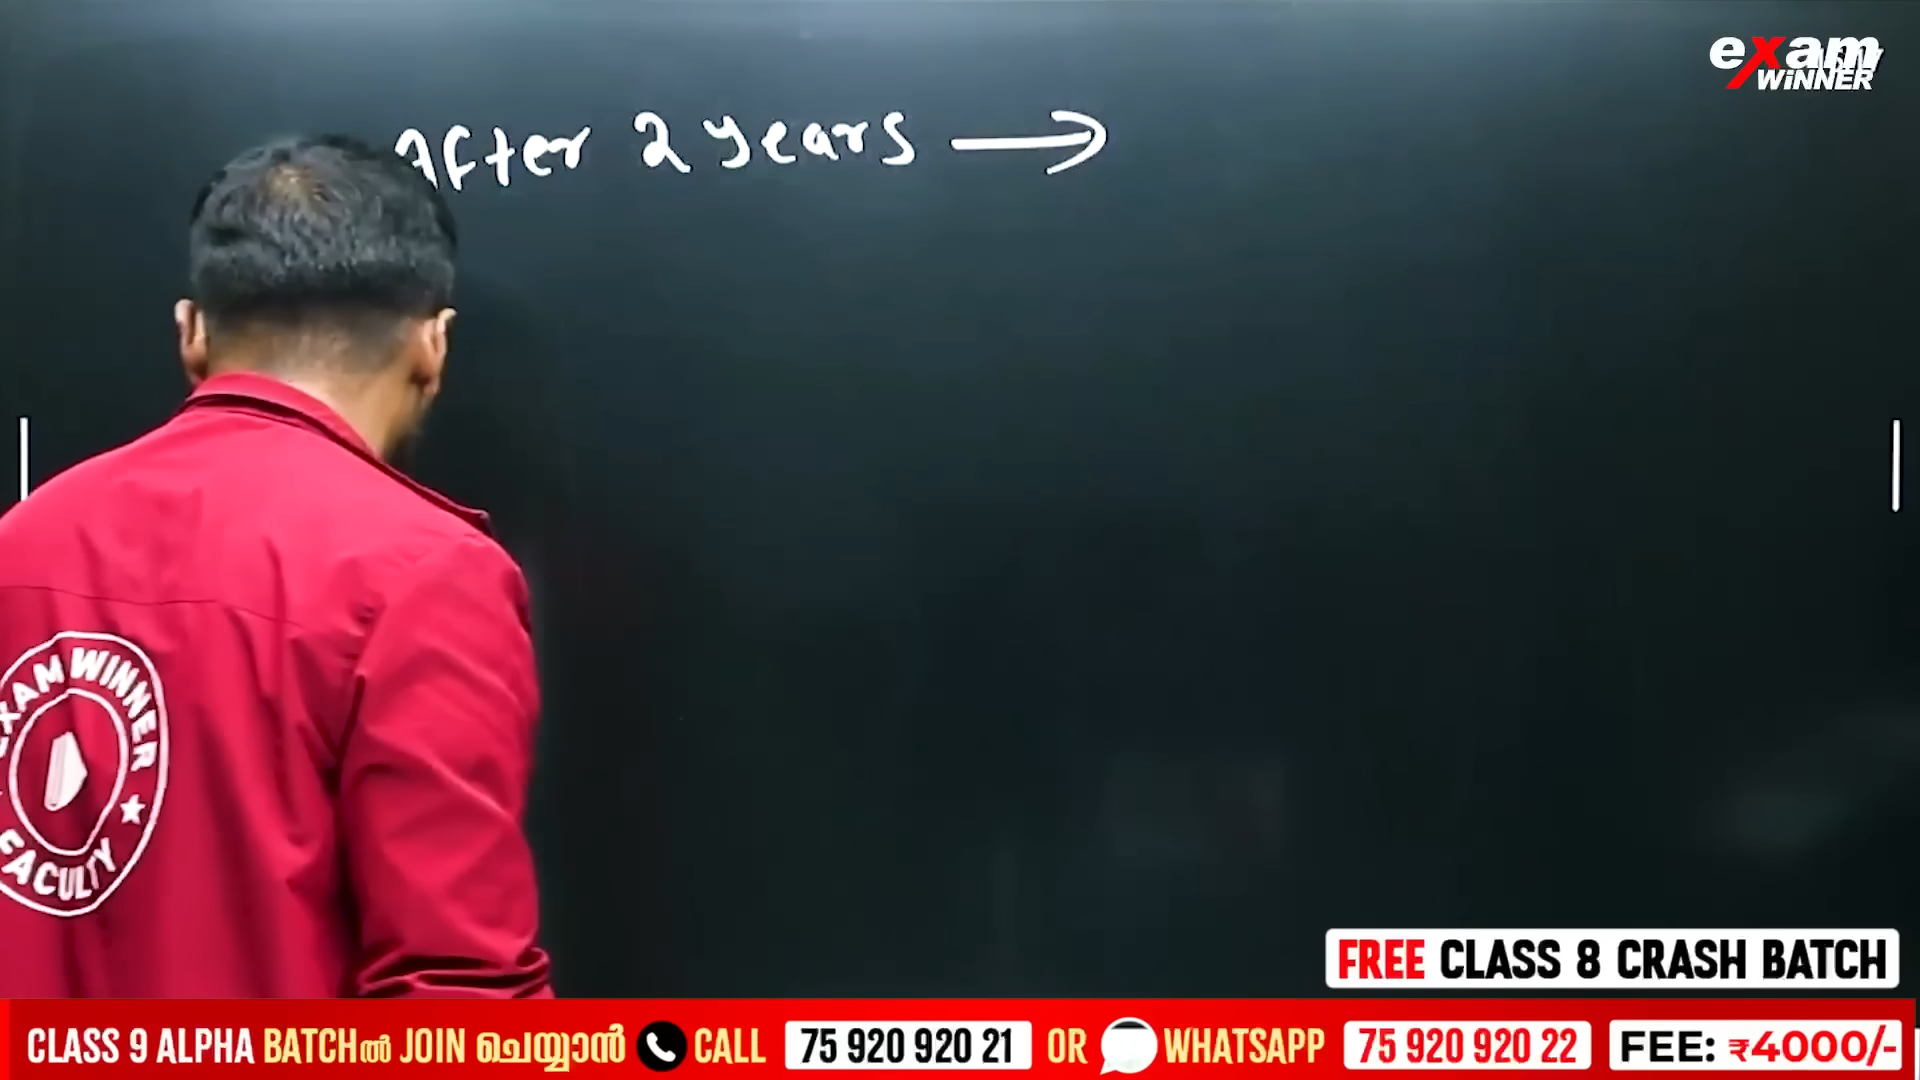 exam
WiNNER
After 2 years →
EXAM WINNER
FACULTY
FREE CLASS 8 CRASH BATCH
CLASS 9 ALPHA BATCHൽ JOIN ചെയ്യാൻ CALL 75 920 920 21 OR WHATSAPP 75 920 920 22 FEE: ₹4000/-